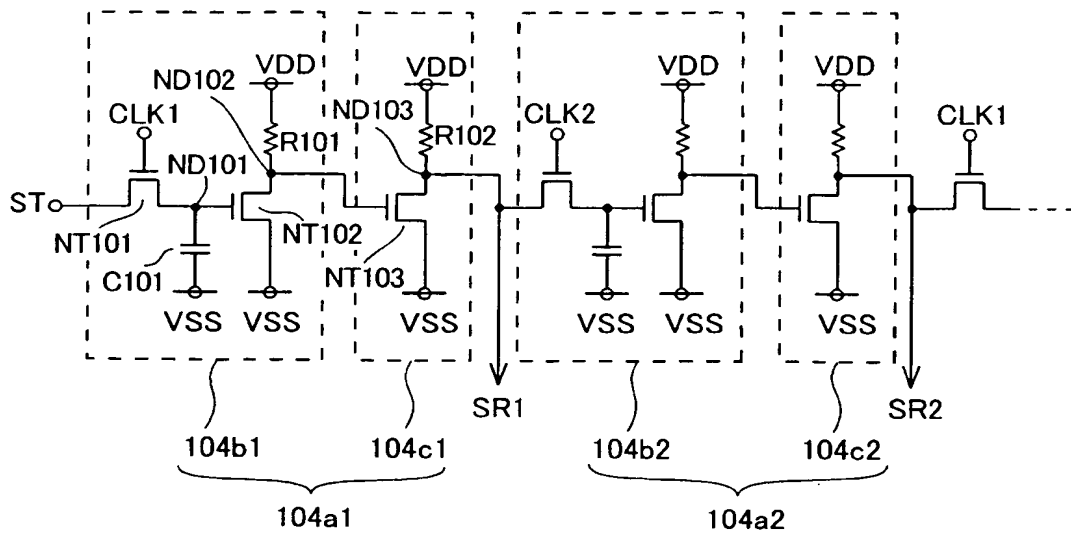 VDD VDD VDD VDD
ND102 ND103
CLK1 CLK2 CLK1
R101 R102
ND101
ST
NT101 NT102
C101 NT103
VSS VSS VSS VSS VSS VSS
SR1 SR2
104b1 104c1 104b2 104c2
104a1 104a2